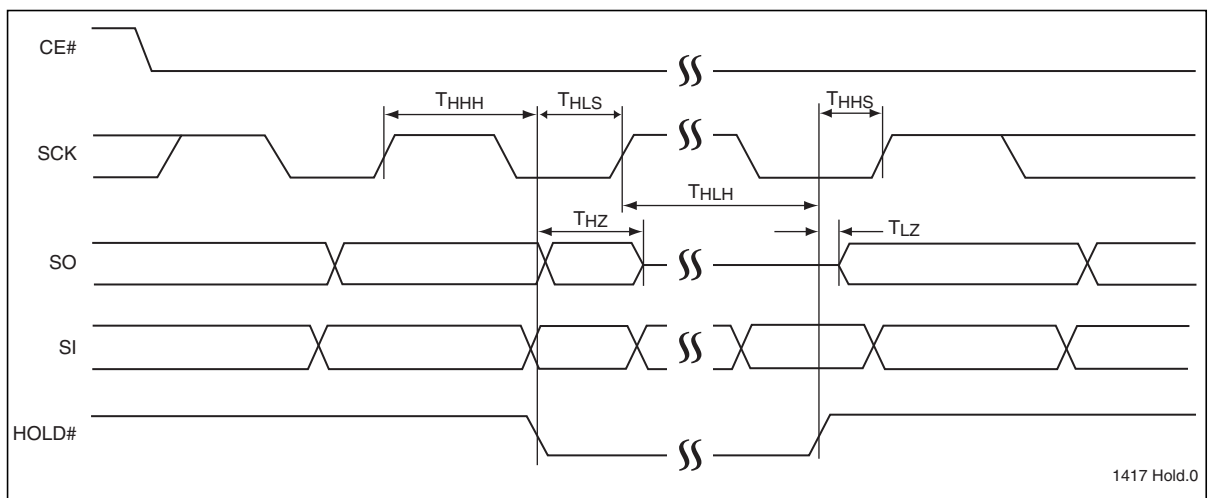 CE#
THHH
THLS
THHS
SCK
THLH
THZ
TLZ
SO
SI
HOLD#
1417 Hold.0